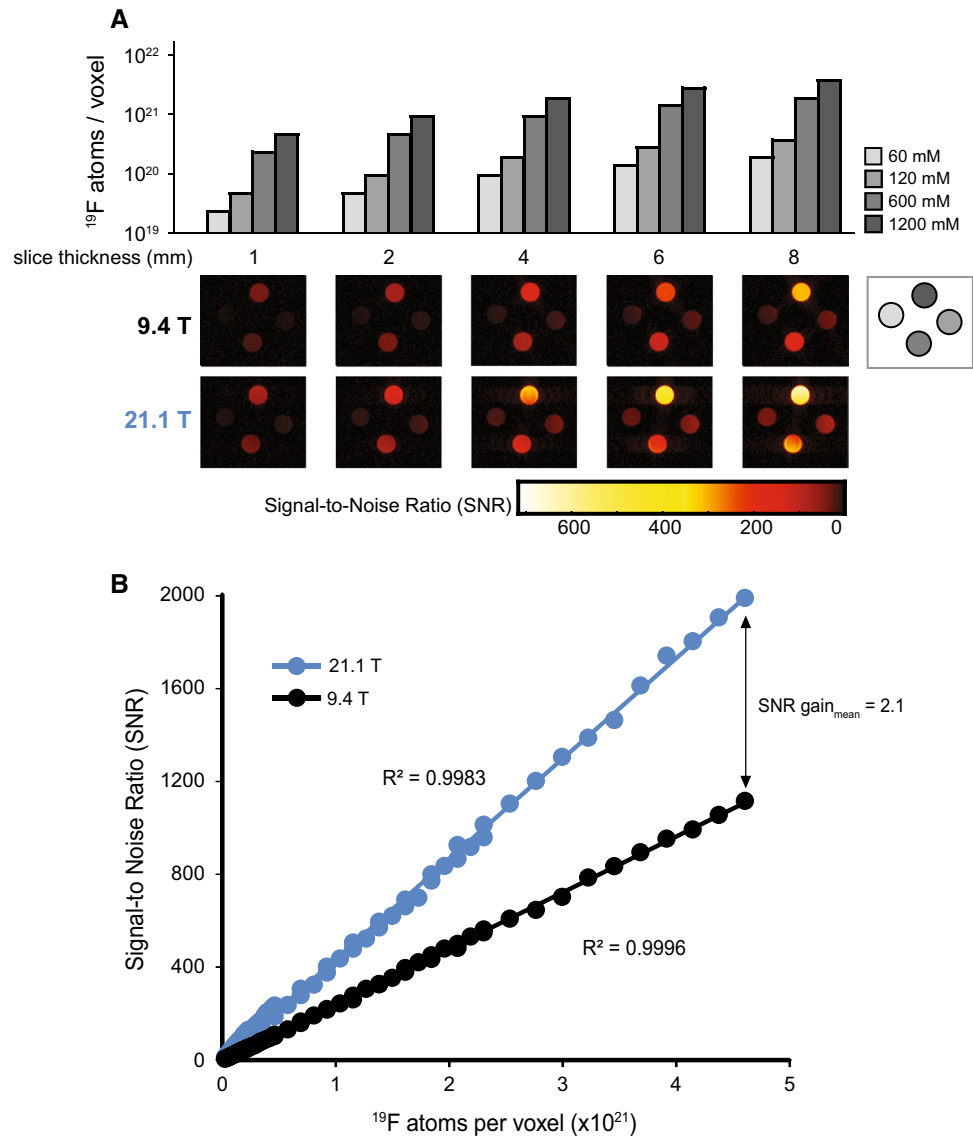 A
¹⁹F atoms / voxel
10²²
10²¹
10²⁰
10¹⁹
60 mM
120 mM
600 mM
1200 mM
slice thickness (mm) 1 2 4 6 8
9.4 T
21.1 T
Signal-to-Noise Ratio (SNR)
600 400 200 0
B
Signal-to Noise Ratio (SNR)
2000
1600
1200
800
400
0
21.1 T
9.4 T
SNR gain_mean = 2.1
R² = 0.9983
R² = 0.9996
0 1 2 3 4 5
¹⁹F atoms per voxel (x10²¹)